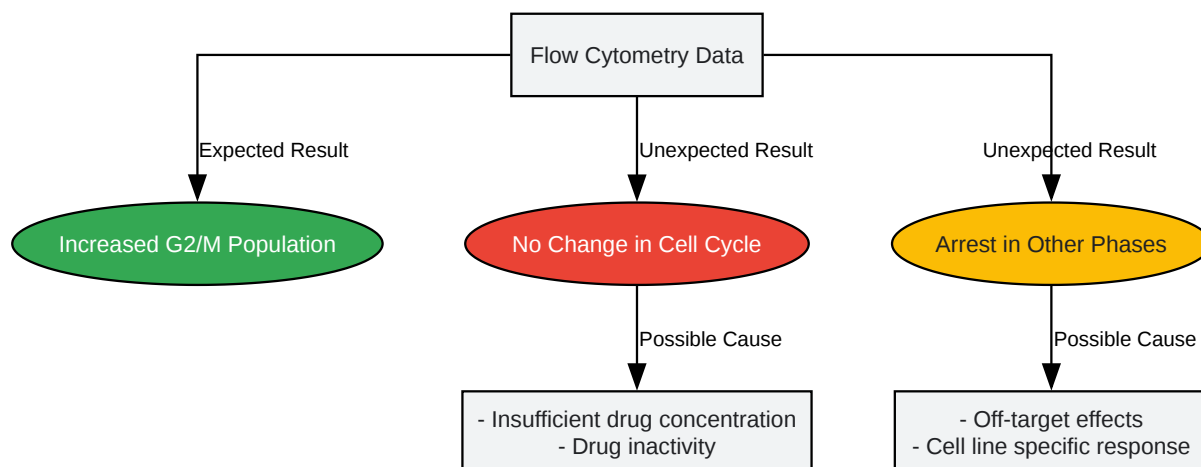 Flow Cytometry Data
Expected Result
Unexpected Result
Unexpected Result
Increased G2/M Population
No Change in Cell Cycle
Arrest in Other Phases
Possible Cause
Possible Cause
- Insufficient drug concentration
- Drug inactivity
- Off-target effects
- Cell line specific response